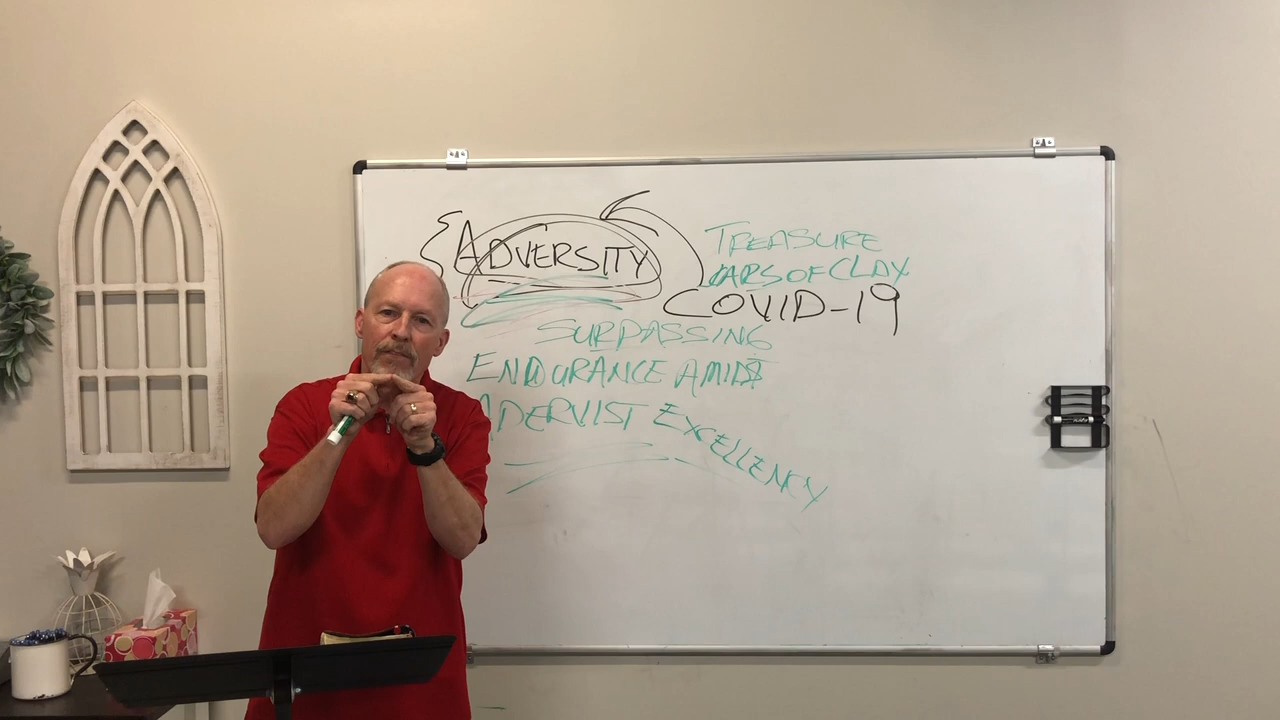 {ADVERSITY
TREASURE
JARS OF CLAY
COVID-19
SURPASSING
ENDURANCE AMIDST
ADERVIST EXCELLENCY